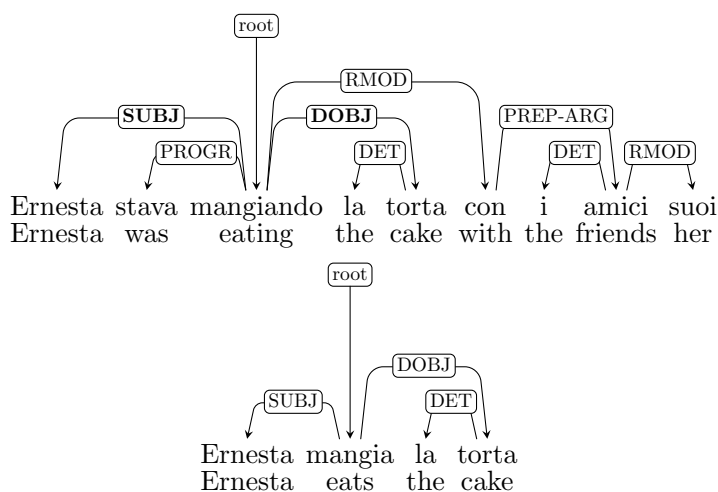 root
RMOD
SUBJ DOBJ PREP-ARG
PROGR DET DET RMOD
Ernesta stava mangiando la torta con i amici suoi
Ernesta was eating the cake with the friends her
root
DOBJ
SUBJ DET
Ernesta mangia la torta
Ernesta eats the cake